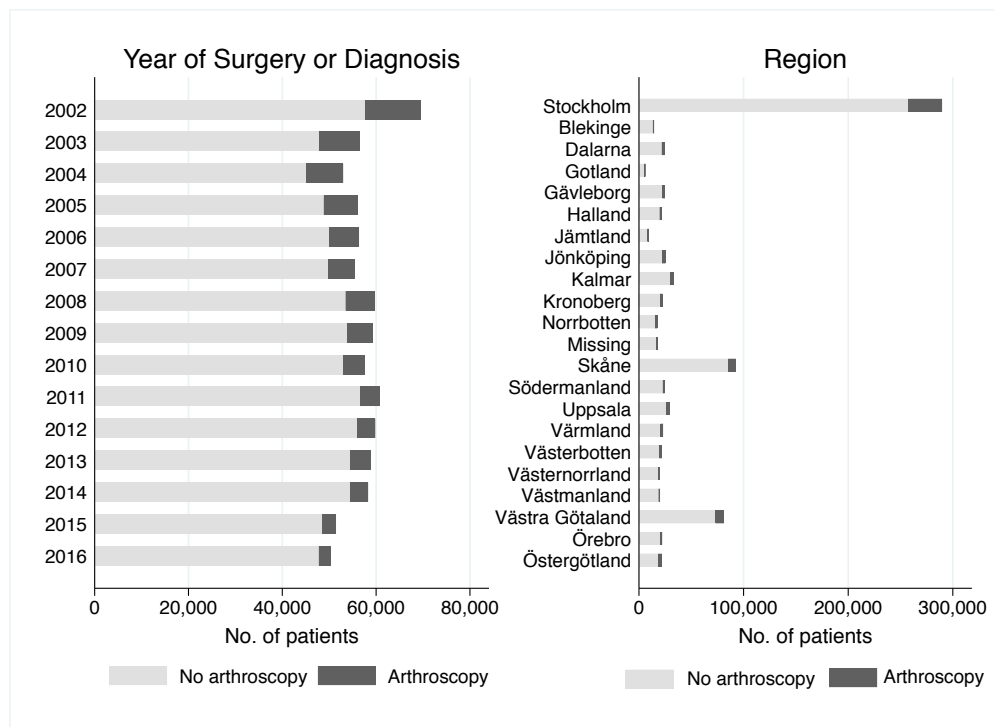 Year of Surgery or Diagnosis
2002
2003
2004
2005
2006
2007
2008
2009
2010
2011
2012
2013
2014
2015
2016
0 20,000 40,000 60,000 80,000
No. of patients
No arthroscopy Arthroscopy
Region
Stockholm
Blekinge
Dalarna
Gotland
Gävleborg
Halland
Jämtland
Jönköping
Kalmar
Kronoberg
Norrbotten
Missing
Skåne
Södermanland
Uppsala
Värmland
Västerbotten
Västernorrland
Västmanland
Västra Götaland
Örebro
Östergötland
0 100,000 200,000 300,000
No. of patients
No arthroscopy Arthroscopy